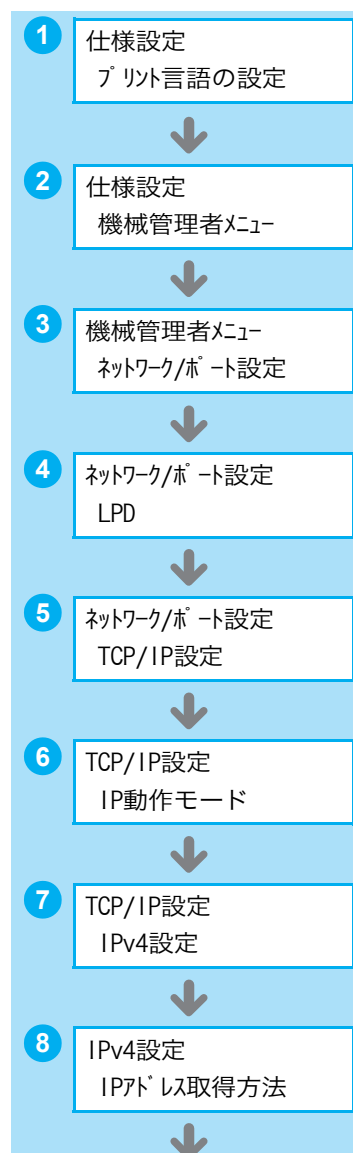 1
仕様設定
ﾌﾟﾘﾝﾄ言語の設定
2
仕様設定
機械管理者ﾒﾆｭｰ
3
機械管理者ﾒﾆｭｰ
ﾈｯﾄﾜｰｸ/ﾎﾟｰﾄ設定
4
ﾈｯﾄﾜｰｸ/ﾎﾟｰﾄ設定
LPD
5
ﾈｯﾄﾜｰｸ/ﾎﾟｰﾄ設定
TCP/IP設定
6
TCP/IP設定
IP動作モード
7
TCP/IP設定
IPv4設定
8
IPv4設定
IPｱﾄﾞﾚｽ取得方法